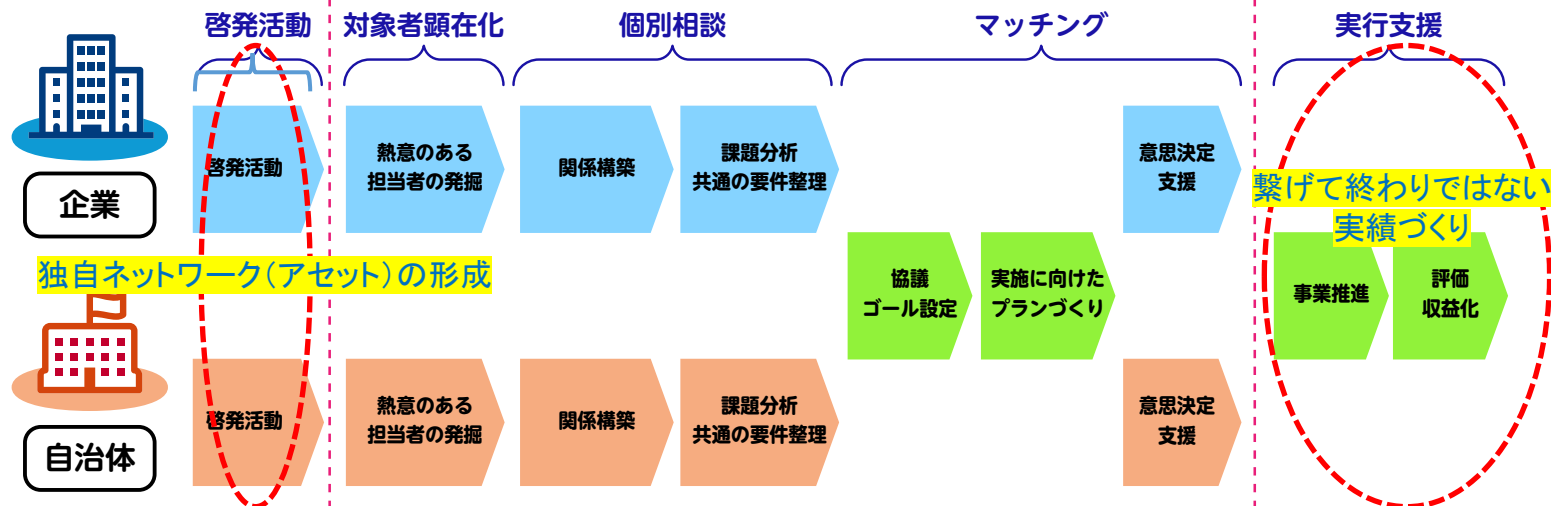 啓発活動
対象者顕在化
個別相談
マッチング
実行支援
企業
啓発活動
熱意のある
担当者の発掘
関係構築
課題分析
共通の要件整理
意思決定
支援
繋げて終わりではない
実績づくり
独自ネットワーク(アセット)の形成
協議
ゴール設定
実施に向けた
プランづくり
事業推進
評価
収益化
自治体
啓発活動
熱意のある
担当者の発掘
関係構築
課題分析
共通の要件整理
意思決定
支援